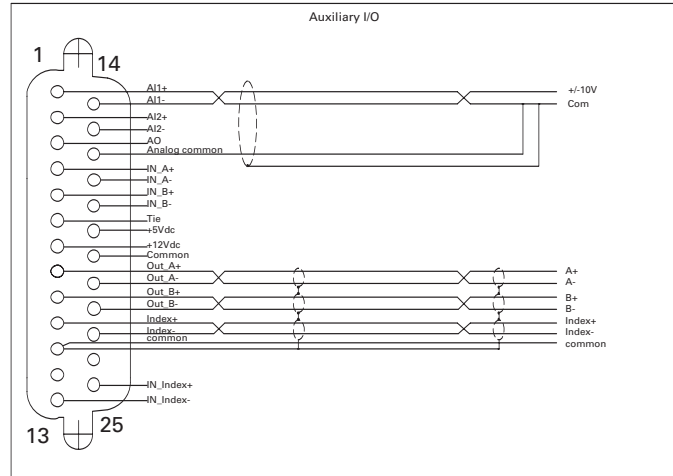 Auxiliary I/O
1
14
AI1+
AI1-
AI2+
AI2-
AO
Analog common
IN_A+
IN_A-
IN_B+
IN_B-
Tie
+5Vdc
+12Vdc
Common
Out_A+
Out_A-
Out_B+
Out_B-
Index+
Index-
common
IN_Index+
IN_Index-
13
25
+/-10V
Com
A+
A-
B+
B-
Index+
Index-
common